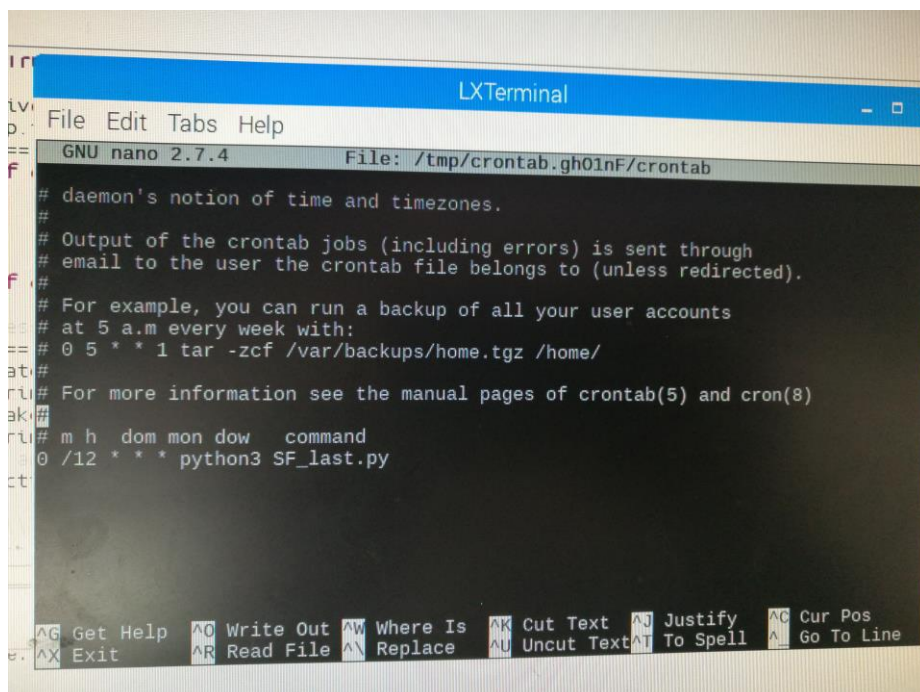 LXTerminal
File Edit Tabs Help
GNU nano 2.7.4 File: /tmp/crontab.ghO1nF/crontab
# daemon's notion of time and timezones.
#
# Output of the crontab jobs (including errors) is sent through
# email to the user the crontab file belongs to (unless redirected).
#
# For example, you can run a backup of all your user accounts
# at 5 a.m every week with:
# 0 5 * * 1 tar -zcf /var/backups/home.tgz /home/
#
# For more information see the manual pages of crontab(5) and cron(8)
#
# m h  dom mon dow   command
0 /12 * * * python3 SF_last.py
^G Get Help ^O Write Out ^W Where Is ^K Cut Text ^J Justify ^C Cur Pos
^X Exit ^R Read File ^\ Replace ^U Uncut Text ^T To Spell ^_ Go To Line